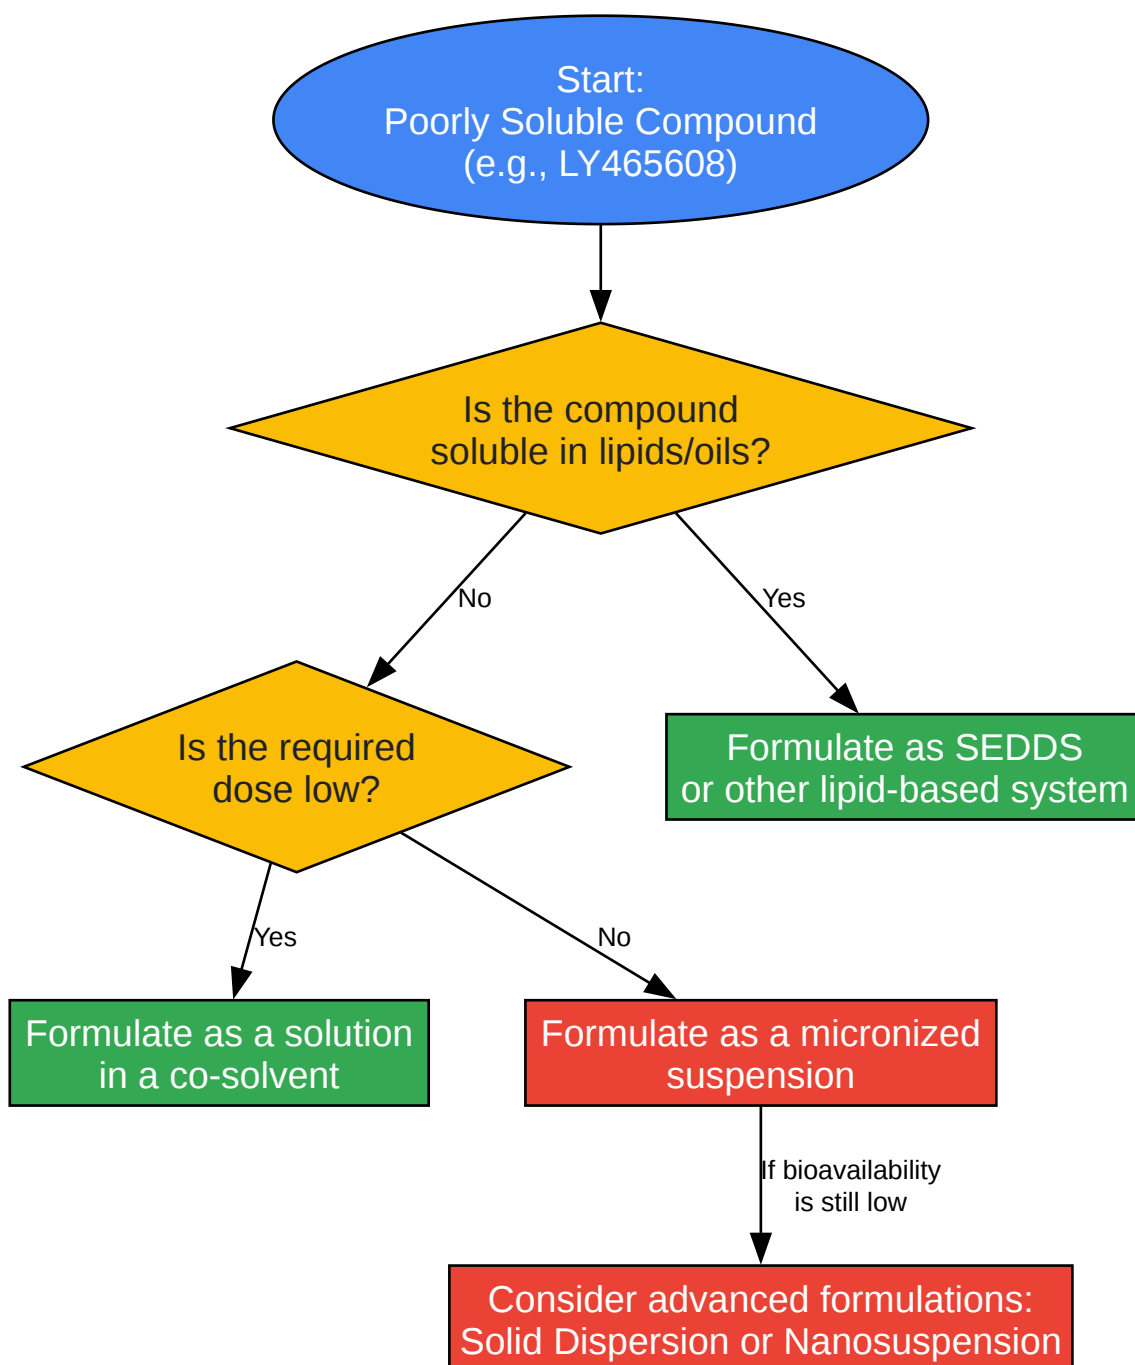 Start:
Poorly Soluble Compound
(e.g., LY465608)
Is the compound
soluble in lipids/oils?
No
Yes
Is the required
dose low?
Formulate as SEDDS
or other lipid-based system
Yes
No
Formulate as a solution
in a co-solvent
Formulate as a micronized
suspension
If bioavailability
is still low
Consider advanced formulations:
Solid Dispersion or Nanosuspension